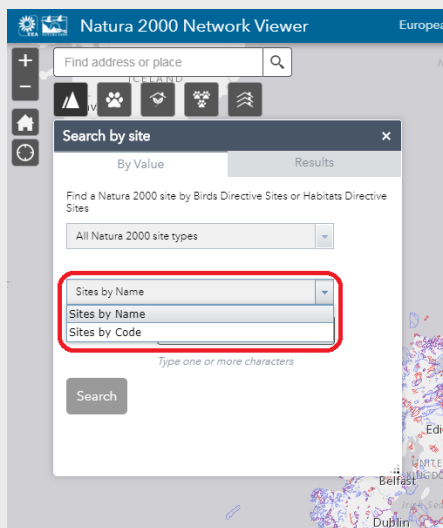 Natura 2000 Network Viewer
Find address or place
ICELAND
Search by site
×
By Value
Results
Find a Natura 2000 site by Birds Directive Sites or Habitats Directive
Sites
All Natura 2000 site types
Sites by Name
Sites by Name
Sites by Code
Type one or more characters
Search
Belfast
Dublin